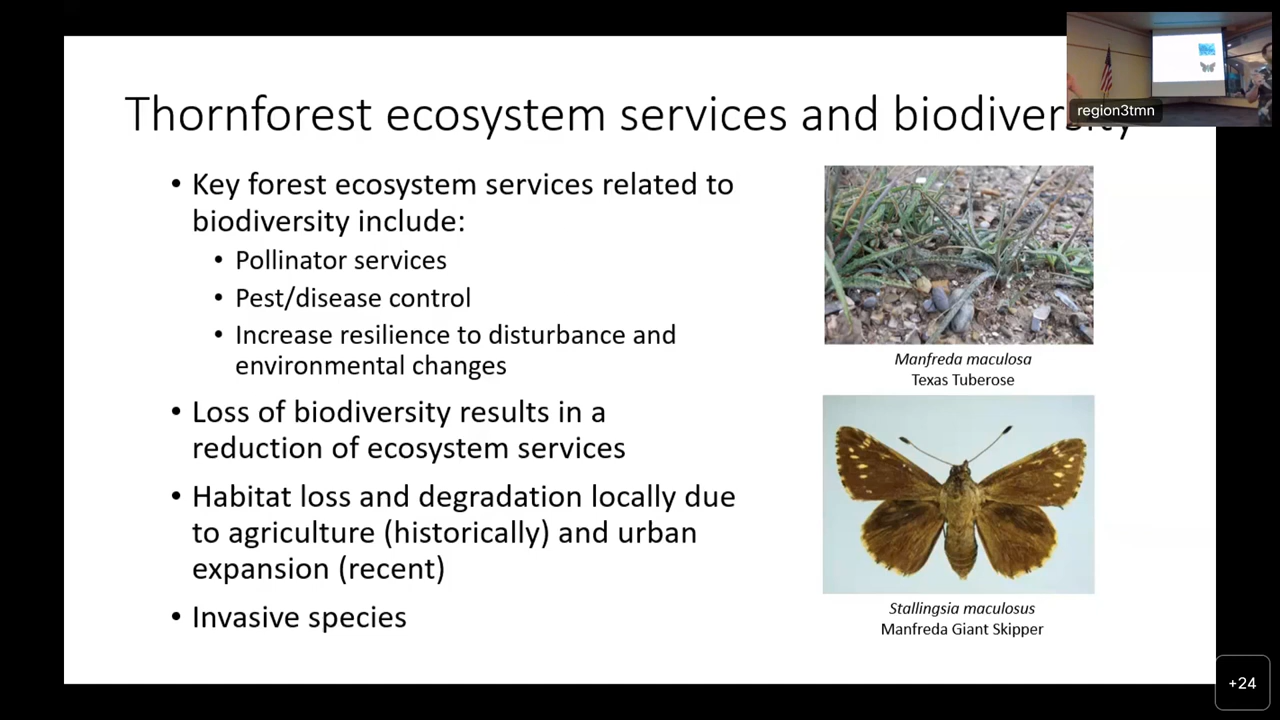 Thornforest ecosystem services and biodiversity
region3tmn
• Key forest ecosystem services related to
biodiversity include:
• Pollinator services
• Pest/disease control
• Increase resilience to disturbance and
environmental changes
• Loss of biodiversity results in a
reduction of ecosystem services
• Habitat loss and degradation locally due
to agriculture (historically) and urban
expansion (recent)
• Invasive species
Manfreda maculosa
Texas Tuberose
Stallingsia maculosus
Manfreda Giant Skipper
+24